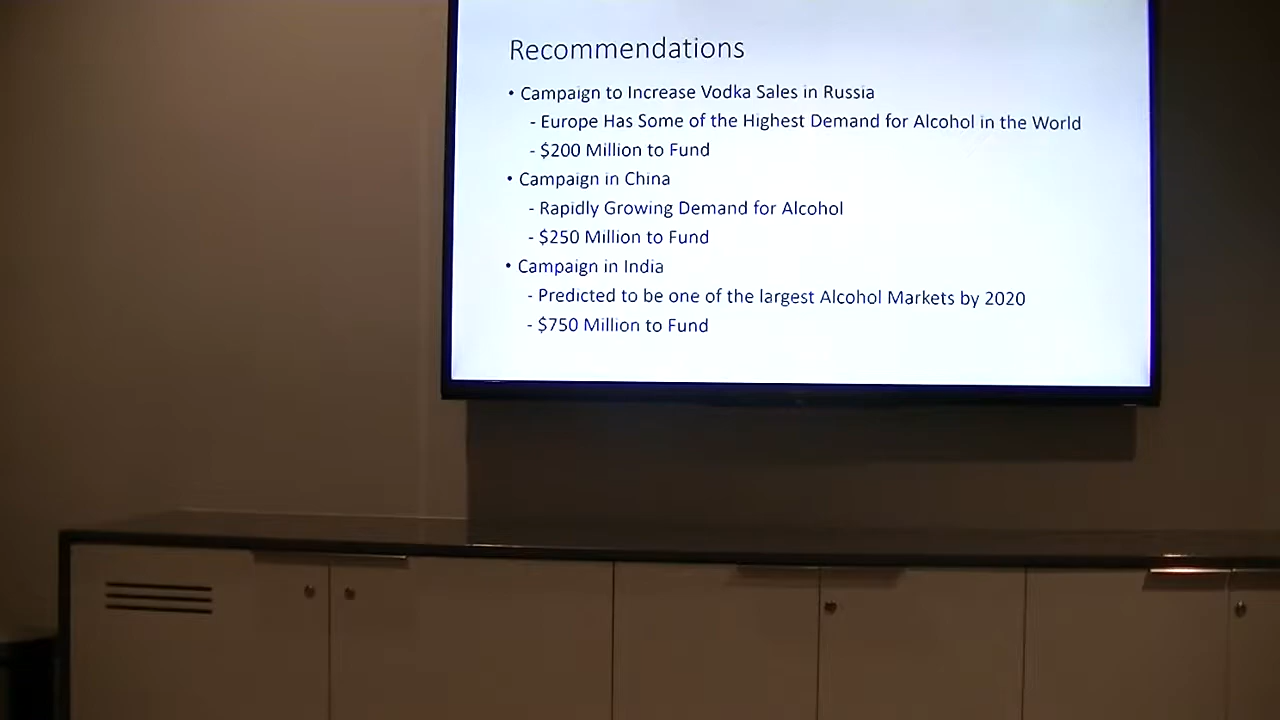 Recommendations
• Campaign to Increase Vodka Sales in Russia
- Europe Has Some of the Highest Demand for Alcohol in the World
- $200 Million to Fund
• Campaign in China
- Rapidly Growing Demand for Alcohol
- $250 Million to Fund
• Campaign in India
- Predicted to be one of the largest Alcohol Markets by 2020
- $750 Million to Fund